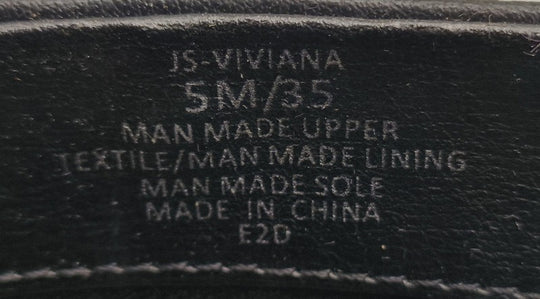 JS-VIVIANA
5M/35
MAN MADE UPPER
TEXTILE/MAN MADE LINING
MAN MADE SOLE
MADE IN CHINA
E2D